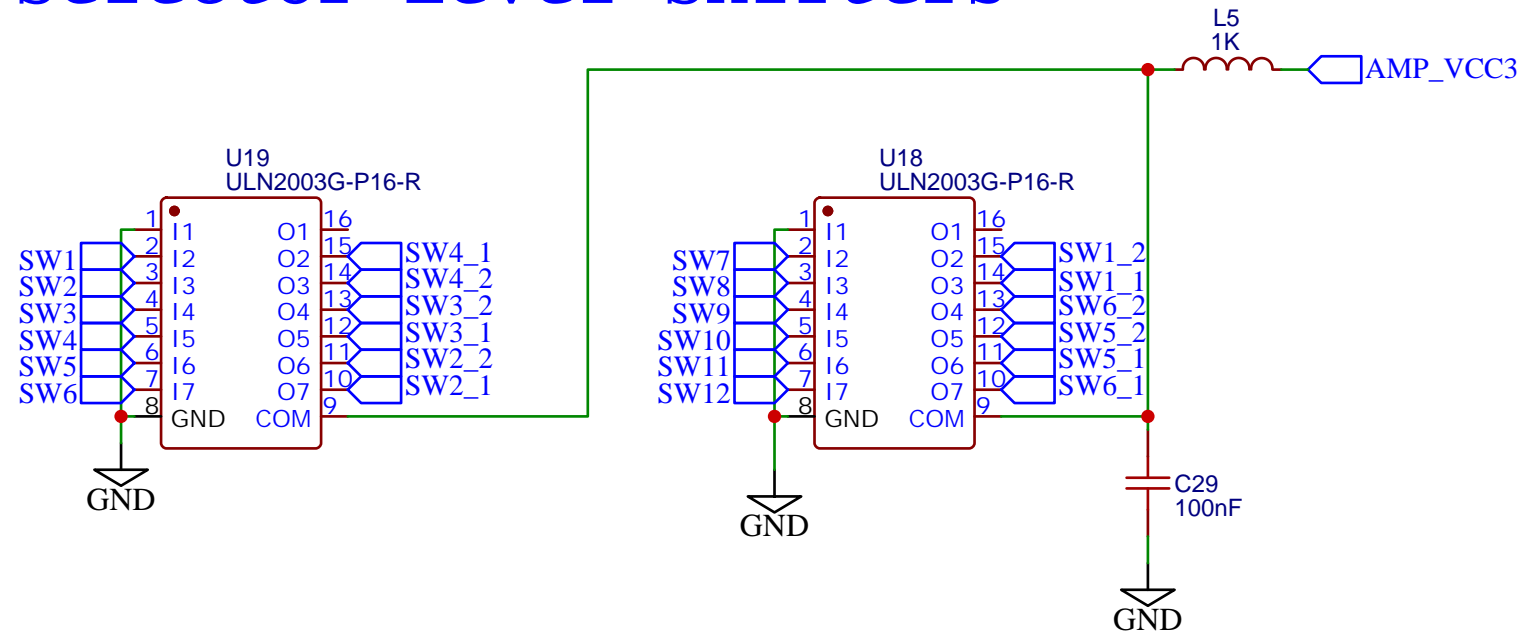 Selector Level Shifters
L5
1K
AMP_VCC3
U19
ULN2003G-P16-R
1 I1 O1 16
SW1 2 I2 O2 15 SW4_1
SW2 3 I3 O3 14 SW4_2
SW3 4 I4 O4 13 SW3_2
SW4 5 I5 O5 12 SW3_1
SW5 6 I6 O6 11 SW2_2
SW6 7 I7 O7 10 SW2_1
8 GND COM 9
GND
U18
ULN2003G-P16-R
1 I1 O1 16
SW7 2 I2 O2 15 SW1_2
SW8 3 I3 O3 14 SW1_1
SW9 4 I4 O4 13 SW6_2
SW10 5 I5 O5 12 SW5_2
SW11 6 I6 O6 11 SW5_1
SW12 7 I7 O7 10 SW6_1
8 GND COM 9
GND
C29
100nF
GND